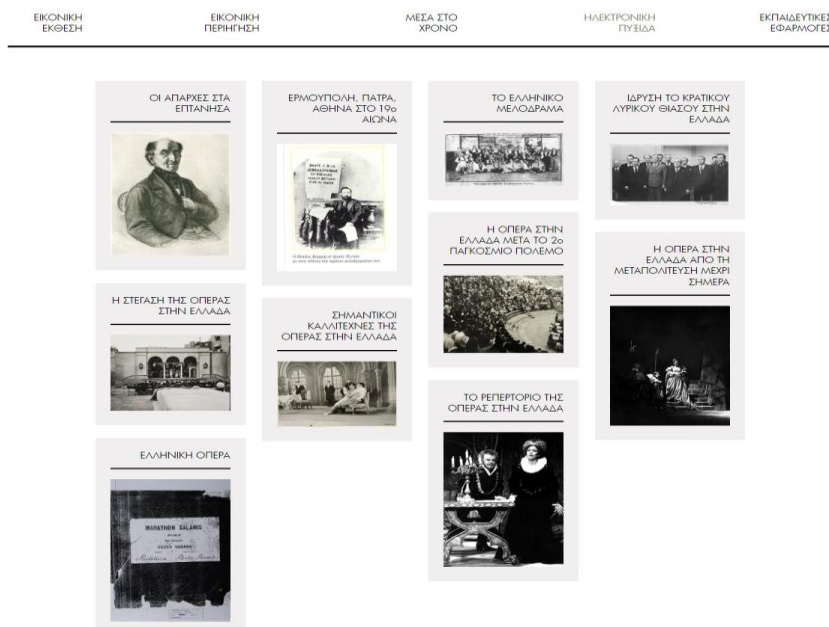 ΕΙΚΟΝΙΚΗ
ΕΚΘΕΣΗ
ΕΙΚΟΝΙΚΗ
ΠΕΡΙΗΓΗΣΗ
ΜΕΣΑ ΣΤΟ
ΧΡΟΝΟ
ΗΛΕΚΤΡΟΝΙΚΗ
ΠΥΞΙΔΑ
ΕΚΠΑΙΔΕΥΤΙΚΕΣ
ΕΦΑΡΜΟΓΕΣ
ΟΙ ΑΠΑΡΧΕΣ ΣΤΑ
ΕΠΤΑΝΗΣΑ
ΕΡΜΟΥΠΟΛΗ, ΠΑΤΡΑ,
ΑΘΗΝΑ ΣΤΟ 19ο
ΑΙΩΝΑ
ΤΟ ΕΛΛΗΝΙΚΟ
ΜΕΛΟΔΡΑΜΑ
ΙΔΡΥΣΗ ΤΟ ΚΡΑΤΙΚΟΥ
ΛΥΡΙΚΟΥ ΘΙΑΣΟΥ ΣΤΗΝ
ΕΛΛΑΔΑ
Η ΟΠΕΡΑ ΣΤΗΝ
ΕΛΛΑΔΑ ΜΕΤΑ ΤΟ 2ο
ΠΑΓΚΟΣΜΙΟ ΠΟΛΕΜΟ
Η ΟΠΕΡΑ ΣΤΗΝ
ΕΛΛΑΔΑ ΑΠΟ ΤΗ
ΜΕΤΑΠΟΛΙΤΕΥΣΗ ΜΕΧΡΙ
ΣΗΜΕΡΑ
Η ΣΤΕΓΑΣΗ ΤΗΣ ΟΠΕΡΑΣ
ΣΤΗΝ ΕΛΛΑΔΑ
ΣΗΜΑΝΤΙΚΟΙ
ΚΑΛΛΙΤΕΧΝΕΣ ΤΗΣ
ΟΠΕΡΑΣ ΣΤΗΝ ΕΛΛΑΔΑ
ΤΟ ΡΕΠΕΡΤΟΡΙΟ ΤΗΣ
ΟΠΕΡΑΣ ΣΤΗΝ ΕΛΛΑΔΑ
ΕΛΛΗΝΙΚΗ ΟΠΕΡΑ
MARATHON SALAMIS